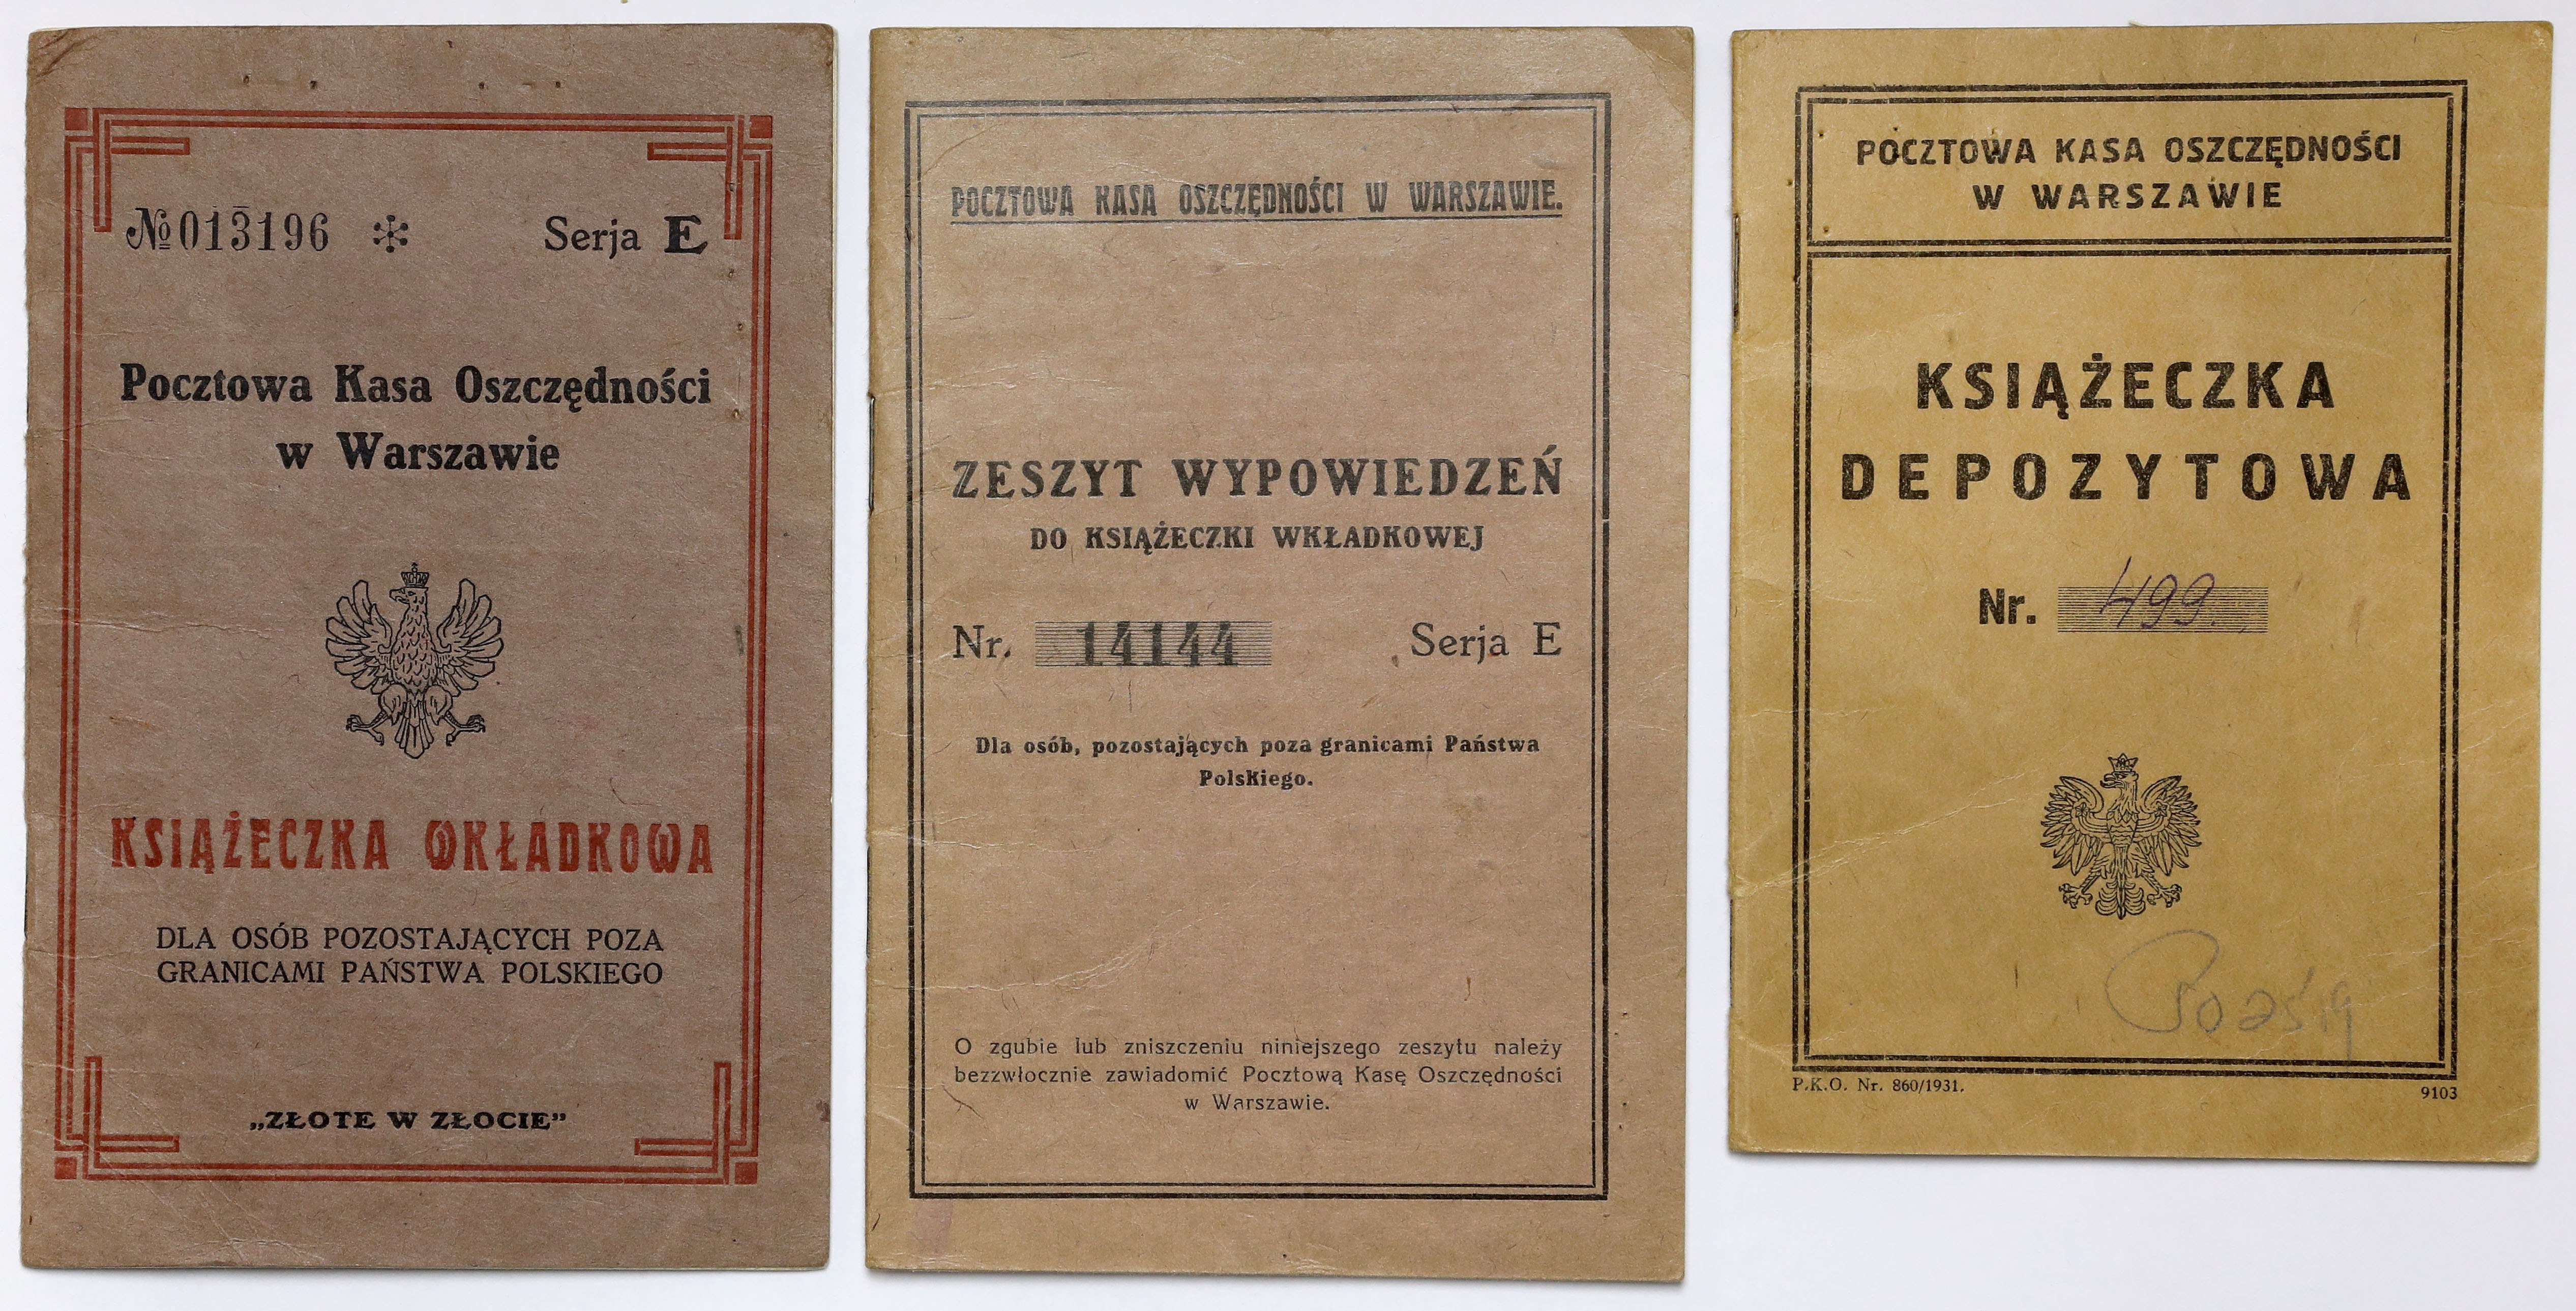 № 013196 * Serja E
Pocztowa Kasa Oszczędności
w Warszawie
KSIĄŻECZKA WKŁADKOWA
DLA OSÓB POZOSTAJĄCYCH POZA
GRANICAMI PAŃSTWA POLSKIEGO
„ZŁOTE W ZŁOCIE”
POCZTOWA KASA OSZCZĘDNOŚCI W WARSZAWIE.
ZESZYT WYPOWIEDZEŃ
DO KSIĄŻECZKI WKŁADKOWEJ
Nr. 14144 Serja E
Dla osób, pozostających poza granicami Państwa
Polskiego.
O zgubie lub zniszczeniu niniejszego zeszytu należy
bezzwłocznie zawiadomić Pocztową Kasę Oszczędności
w Warszawie.
POCZTOWA KASA OSZCZĘDNOŚCI
W WARSZAWIE
KSIĄŻECZKA
DEPOZYTOWA
Nr. 499.
P.K.O. Nr. 860/1931.
9103